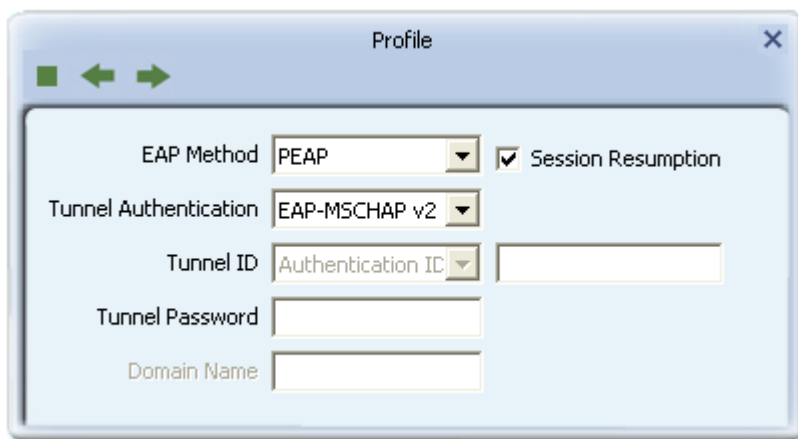 Profile
EAP Method PEAP Session Resumption
Tunnel Authentication EAP-MSCHAP v2
Tunnel ID Authentication ID
Tunnel Password
Domain Name